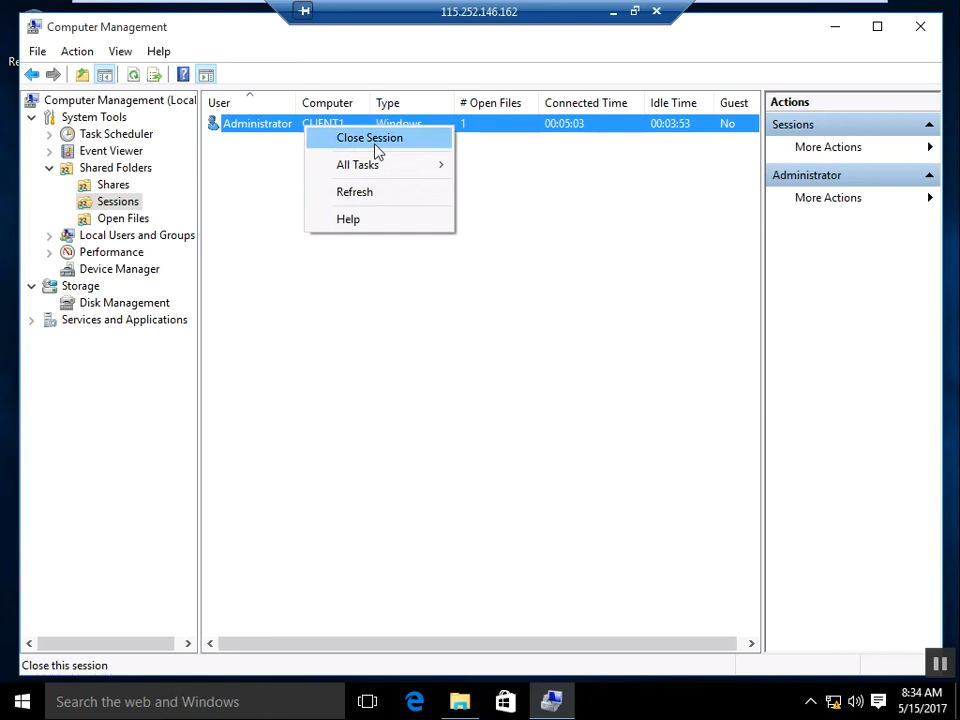 115.252.146.162
Computer Management
Re
File Action View Help
Computer Management (Local
System Tools
Task Scheduler
Event Viewer
Shared Folders
Shares
Sessions
Open Files
Local Users and Groups
Performance
Device Manager
Storage
Disk Management
Services and Applications
User Computer Type # Open Files Connected Time Idle Time Guest
Administrator CLIENT1 Windows 1 00:05:03 00:03:53 No
Close Session
All Tasks
Refresh
Help
Actions
Sessions
More Actions
Administrator
More Actions
Close this session
Search the web and Windows
8:34 AM
5/15/2017